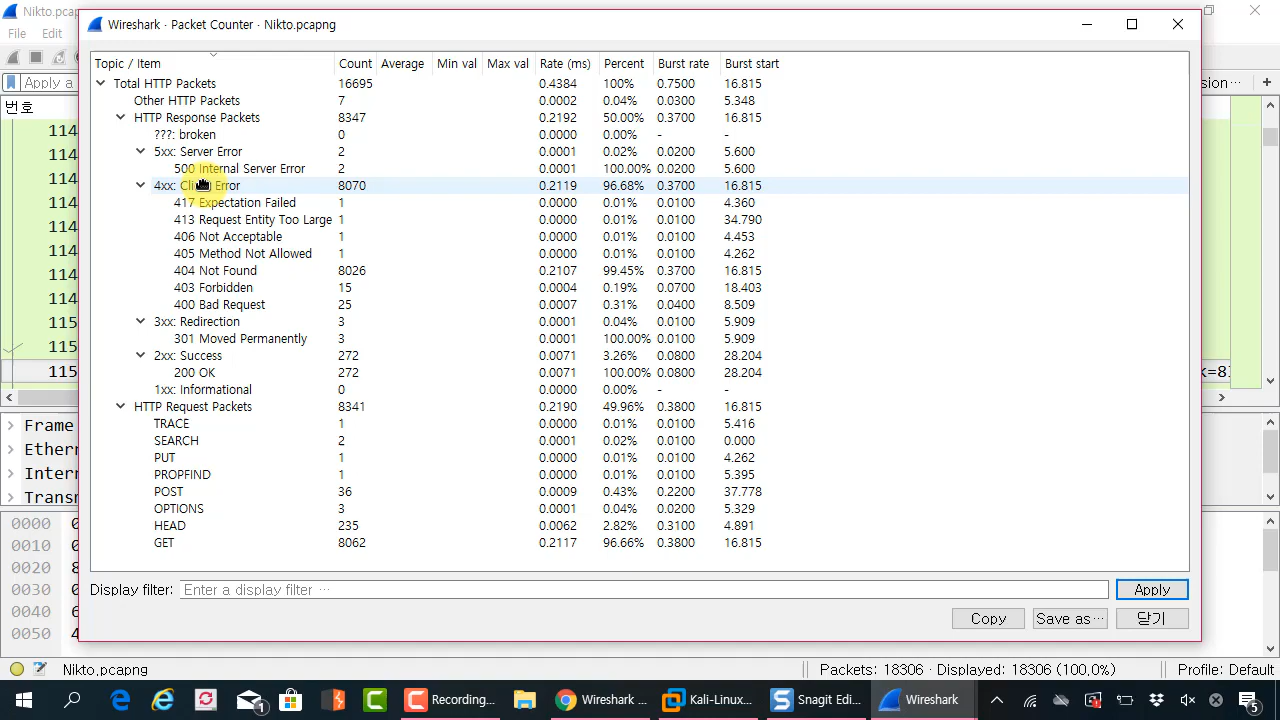 Nikto.pcapng
Wireshark · Packet Counter · Nikto.pcapng
File Edit
Apply a
sion… +
번호
Topic / Item Count Average Min val Max val Rate (ms) Percent Burst rate Burst start
Total HTTP Packets 16695 0.4384 100% 0.7500 16.815
Other HTTP Packets 7 0.0002 0.04% 0.0300 5.348
HTTP Response Packets 8347 0.2192 50.00% 0.3700 16.815
???: broken 0 0.0000 0.00% - -
5xx: Server Error 2 0.0001 0.02% 0.0200 5.600
500 Internal Server Error 2 0.0001 100.00% 0.0200 5.600
4xx: Error 8070 0.2119 96.68% 0.3700 16.815
417 Expectation Failed 1 0.0000 0.01% 0.0100 4.360
413 Request Entity Too Large 1 0.0000 0.01% 0.0100 34.790
406 Not Acceptable 1 0.0000 0.01% 0.0100 4.453
405 Method Not Allowed 1 0.0000 0.01% 0.0100 4.262
404 Not Found 8026 0.2107 99.45% 0.3700 16.815
403 Forbidden 15 0.0004 0.19% 0.0700 18.403
400 Bad Request 25 0.0007 0.31% 0.0400 8.509
3xx: Redirection 3 0.0001 0.04% 0.0100 5.909
301 Moved Permanently 3 0.0001 100.00% 0.0100 5.909
2xx: Success 272 0.0071 3.26% 0.0800 28.204
200 OK 272 0.0071 100.00% 0.0800 28.204
1xx: Informational 0 0.0000 0.00% - -
HTTP Request Packets 8341 0.2190 49.96% 0.3800 16.815
TRACE 1 0.0000 0.01% 0.0100 5.416
SEARCH 2 0.0001 0.02% 0.0100 0.000
PUT 1 0.0000 0.01% 0.0100 4.262
PROPFIND 1 0.0000 0.01% 0.0100 5.395
POST 36 0.0009 0.43% 0.2200 37.778
OPTIONS 3 0.0001 0.04% 0.0200 5.329
HEAD 235 0.0062 2.82% 0.3100 4.891
GET 8062 0.2117 96.66% 0.3800 16.815
114
114
114
114
114
114
114
115
115
115
115
Frame
Ethern
Intern
Transm
0000 0
0010 0
0020 8
0030 0
0040 6
0050 4
Display filter: Enter a display filter …
Apply
Copy Save as… 닫기
Nikto.pcapng Packets: 18306 · Displayed: 18306 (100.0%) Profile: Default
Recording... Wireshark ... Kali-Linux... Snagit Edi... Wireshark
1
5